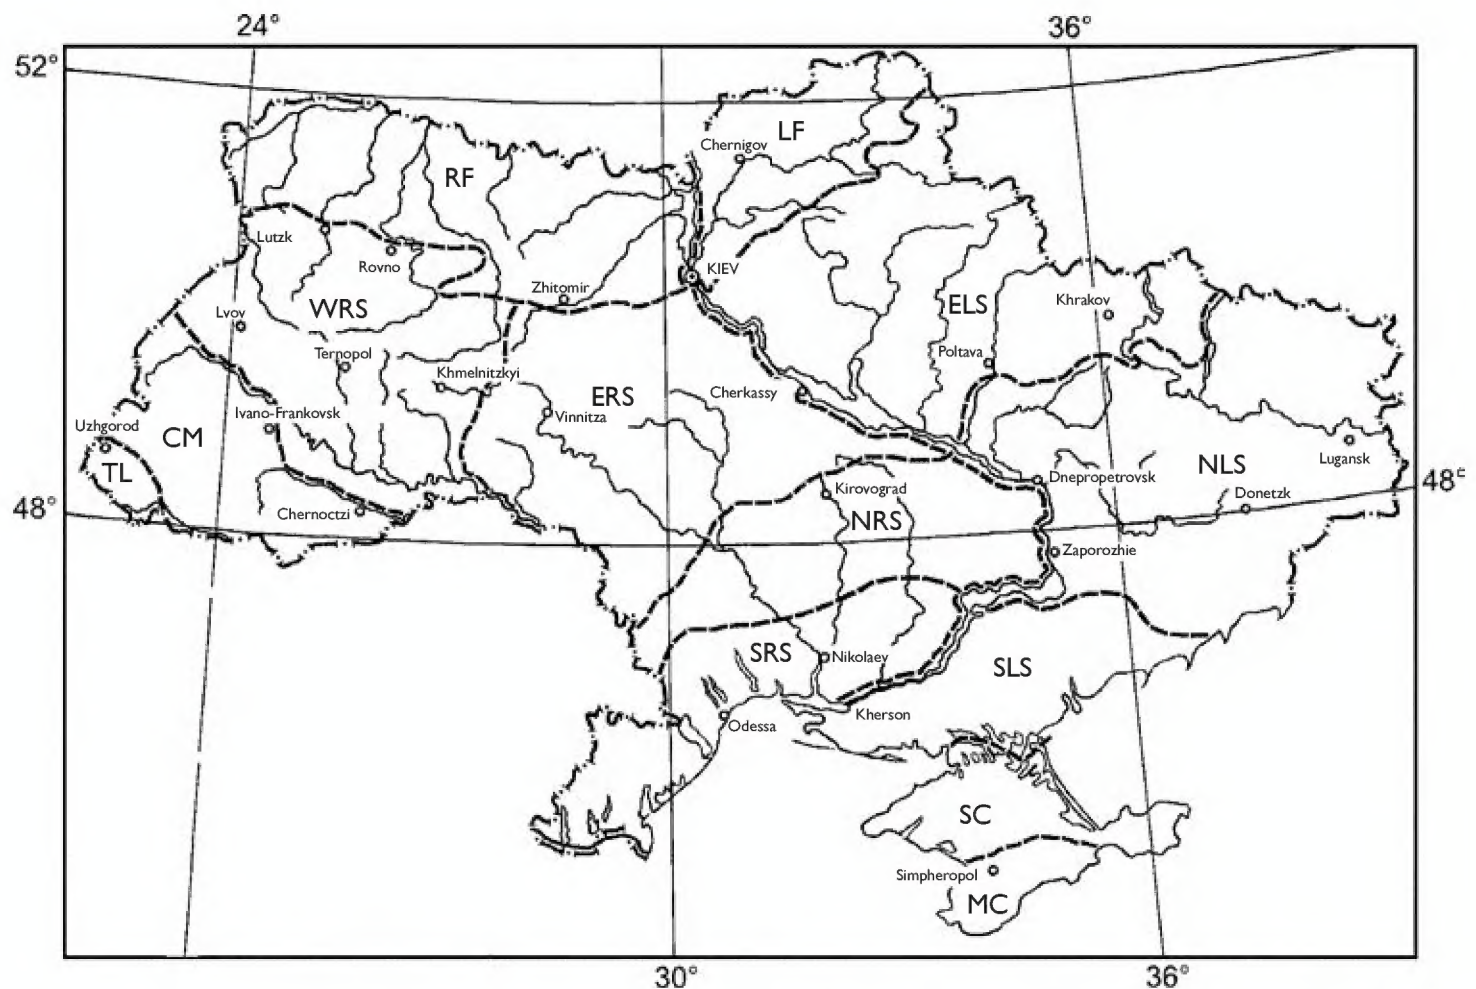 24° 36°
52°
LF
Chernigov
RF
Lutzk
Rovno
KIEV
Zhitomir
WRS
ELS
Khrakov
Lvov
Ternopol
Poltava
Khmelnitzkyi
ERS
Cherkassy
Ivano-Frankovsk
Vinnitza
Uzhgorod
CM
Lugansk
TL
NLS
Dnepropetrovsk
48°
Kirovograd
Donetzk
48°
Chernoctzi
NRS
Zaporozhie
SRS
Nikolaev
SLS
Kherson
Odessa
SC
Simpheropol
MC
30° 36°